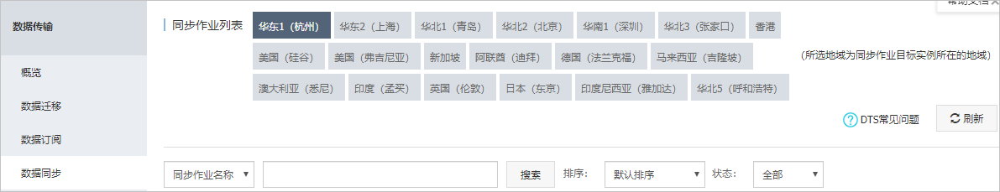 帮助文档
数据传输
概览
数据迁移
数据订阅
数据同步
同步作业列表
华东1（杭州） 华东2（上海） 华北1（青岛） 华北2（北京） 华南1（深圳） 华北3（张家口） 香港
美国（硅谷） 美国（弗吉尼亚） 新加坡 阿联酋（迪拜） 德国（法兰克福） 马来西亚（吉隆坡）
澳大利亚（悉尼） 印度（孟买） 英国（伦敦） 日本（东京） 印度尼西亚（雅加达） 华北5（呼和浩特）
（所选地域为同步作业目标实例所在的地域）
DTS常见问题 刷新
同步作业名称 搜索 排序： 默认排序 状态： 全部